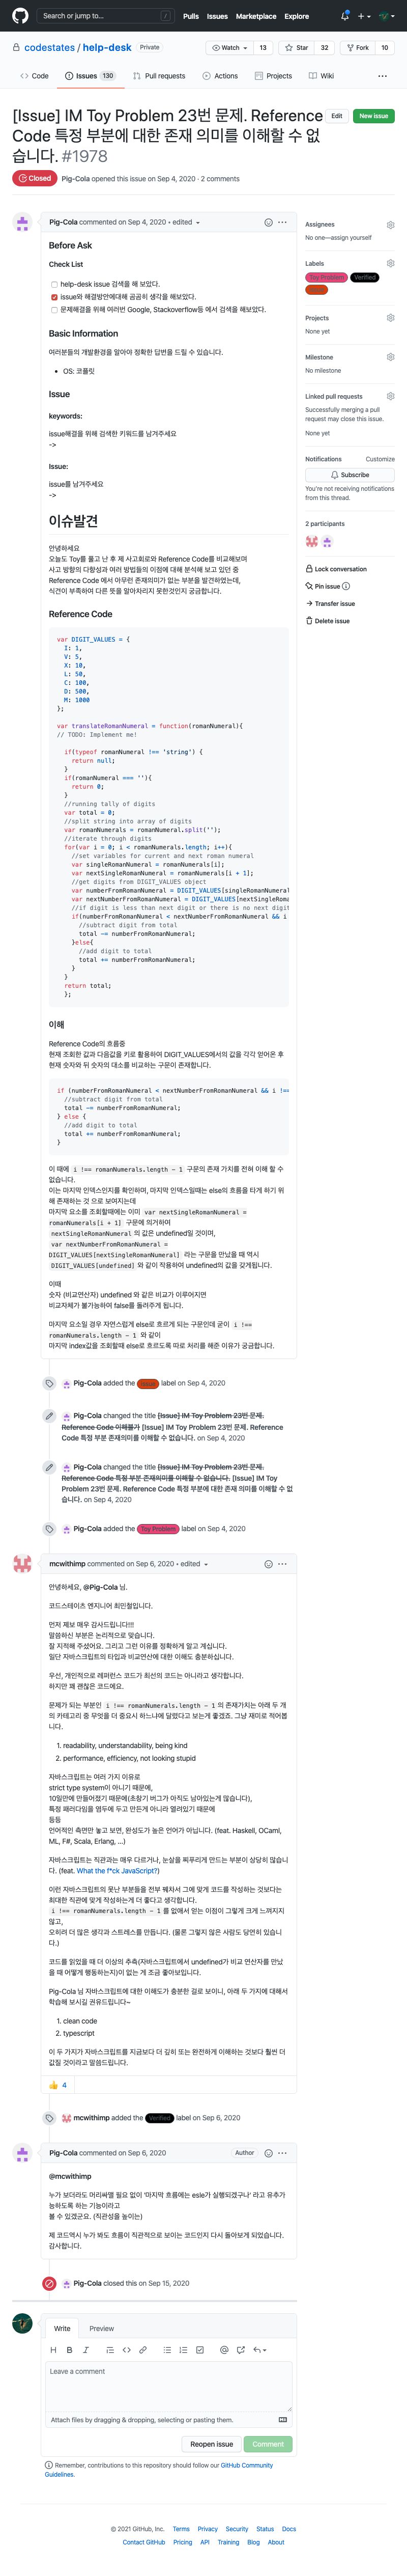 Search or jump to...
/
Pulls Issues Marketplace Explore
codestates / help-desk Private
Watch 13 Star 32 Fork 10
Code Issues 130 Pull requests Actions Projects Wiki
[Issue] IM Toy Problem 23번 문제. Reference
Code 특정 부분에 대한 존재 의미를 이해할 수 없
습니다. #1978
Edit New issue
Closed Pig-Cola opened this issue on Sep 4, 2020 · 2 comments
Pig-Cola commented on Sep 4, 2020 • edited
Before Ask
Check List
help-desk issue 검색을 해 보았다.
issue와 해결방안에대해 곰곰히 생각을 해보았다.
문제해결을 위해 여러번 Google, Stackoverflow등 에서 검색을 해보았다.
Basic Information
여러분들의 개발환경을 알아야 정확한 답변을 드릴 수 있습니다.
OS: 코플릿
Issue
keywords:
issue해결을 위해 검색한 키워드를 남겨주세요
->
Issue:
issue를 남겨주세요
->
이슈발견
안녕하세요
오늘도 Toy를 풀고 난 후 제 사고회로와 Reference Code를 비교해보며
사고 방향의 다창성과 여러 방법들의 이점에 대해 분석해 보고 있던 중
Reference Code 에서 아무런 존재의미가 없는 부분을 발견하였는데,
식견이 부족하여 다른 뜻을 알아차리지 못한것인지 궁금합니다.
Reference Code
var DIGIT_VALUES = {
I: 1,
V: 5,
X: 10,
L: 50,
C: 100,
D: 500,
M: 1000
};
var translateRomanNumeral = function(romanNumeral){
// TODO: Implement me!
if(typeof romanNumeral !== 'string') {
return null;
}
if(romanNumeral === ''){
return 0;
}
//running tally of digits
var total = 0;
//split string into array of digits
var romanNumerals = romanNumeral.split('');
//iterate through digits
for(var i = 0; i < romanNumerals.length; i++){
//set variables for current and next roman numeral
var singleRomanNumeral = romanNumerals[i];
var nextSingleRomanNumeral = romanNumerals[i + 1];
//get digits from DIGIT_VALUES object
var numberFromRomanNumeral = DIGIT_VALUES[singleRomanNumeral
var nextNumberFromRomanNumeral = DIGIT_VALUES[nextSingleRoma
//if digit is less than next digit or there is no next digit
if(numberFromRomanNumeral < nextNumberFromRomanNumeral && i
//subtract digit from total
total -= numberFromRomanNumeral;
}else{
//add digit to total
total += numberFromRomanNumeral;
}
}
return total;
};
이해
Reference Code의 흐름중
현재 조회한 값과 다음값을 키로 활용하여 DIGIT_VALUES에서의 값을 각각 얻어온 후
현재 숫자와 뒤 숫자의 대소를 비교하는 구문이 존재합니다.
if (numberFromRomanNumeral < nextNumberFromRomanNumeral && i !==
//subtract digit from total
total -= numberFromRomanNumeral;
} else {
//add digit to total
total += numberFromRomanNumeral;
}
이 때에 i !== romanNumerals.length - 1 구문의 존재 가치를 전혀 이해 할 수
없습니다.
이는 마지막 인덱스인지를 확인하며, 마지막 인덱스일때는 else의 흐름을 타게 하기 위
해 존재하는 것 으로 보여지는데
마지막 요소를 조회할때에는 이미 var nextSingleRomanNumeral =
romanNumerals[i + 1] 구문에 의거하여
nextSingleRomanNumeral 의 값은 undefined일 것이며,
var nextNumberFromRomanNumeral =
DIGIT_VALUES[nextSingleRomanNumeral] 라는 구문을 만났을 때 역시
DIGIT_VALUES[undefined] 와 같이 작용하여 undefined의 값을 갖게됩니다.
이때
숫자 (비교연산자) undefined 와 같은 비교가 이루어지면
비교자체가 불가능하여 false를 돌려주게 됩니다.
마지막 요소일 경우 자연스럽게 else로 흐르게 되는 구문인데 굳이 i !==
romanNumerals.length - 1 와 같이
마지막 index값을 조회할때 else로 흐르도록 따로 처리를 해준 이유가 궁금합니다.
Pig-Cola added the label on Sep 4, 2020
Pig-Cola changed the title [Issue] IM Toy Problem 23번 문제.
Reference Code 이해불가 [Issue] IM Toy Problem 23번 문제. Reference
Code 특정 부분 존재의미를 이해할 수 없습니다. on Sep 4, 2020
Pig-Cola changed the title [Issue] IM Toy Problem 23번 문제.
Reference Code 특정 부분 존재의미를 이해할 수 없습니다. [Issue] IM Toy
Problem 23번 문제. Reference Code 특정 부분에 대한 존재 의미를 이해할 수 없
습니다. on Sep 4, 2020
Pig-Cola added the Toy Problem label on Sep 4, 2020
mcwithimp commented on Sep 6, 2020 • edited
안녕하세요, @Pig-Cola 님.
코드스테이츠 엔지니어 최민철입니다.
먼저 제보 매우 감사드립니다!!!
말씀하신 부분은 논리적으로 맞습니다.
잘 지적해 주셨어요. 그리고 그런 이유를 정확하게 알고 계십니다.
일단 자바스크립트의 타입과 비교연산에 대한 이해도 충분하십니다.
우선, 개인적으로 레퍼런스 코드가 최선의 코드는 아니라고 생각합니다.
하지만 꽤 괜찮은 코드에요.
문제가 되는 부분인 i !== romanNumerals.length - 1 의 존재가치는 아래 두 개
의 카테고리 중 무엇을 더 중요시 하느냐에 달렸다고 보는게 좋겠죠. 그냥 재미로 적어봅
니다.
1. readability, understandability, being kind
2. performance, efficiency, not looking stupid
자바스크립트는 여러 가지 이유로
strict type system이 아니기 때문에,
10일만에 만들어졌기 때문에(초창기 버그가 아직도 남아있는게 많습니다),
특정 패러다임을 염두에 두고 만든게 아니라 열려있기 때문에
등등
언어적인 측면만 놓고 보면, 완성도가 높은 언어가 아닙니다. (feat. Haskell, OCaml,
ML, F#, Scala, Erlang, ...)
자바스크립트는 직관과는 매우 다르거나, 눈살을 찌푸리게 만드는 부분이 상당히 많습니
다. (feat. What the f*ck JavaScript?)
이런 자바스크립트의 못난 부분들을 전부 꿰차서 그에 맞게 코드를 작성하는 것보다는
최대한 직관에 맞게 작성하는게 더 좋다고 생각합니다.
i !== romanNumerals.length - 1 를 없애서 얻는 이점이 그렇게 크게 느껴지지
않고,
오히려 더 많은 생각과 스트레스를 만듭니다. (물론 그렇지 않은 사람도 당연히 있습니
다.)
코드를 읽었을 때 더 이상의 추측(자바스크립트에서 undefined가 비교 연산자를 만났
을 때 어떻게 행동하는지)이 없는 게 조금 좋아보입니다.
Pig-Cola 님 자바스크립트에 대한 이해도가 충분한 걸로 보이니, 아래 두 가지에 대해서
학습해 보시길 권유드립니다~
1. clean code
2. typescript
이 두 가지가 자바스크립트를 지금보다 더 깊히 또는 완전하게 이해하는 것보다 훨씬 더
값질 것이라고 말씀드립니다.
4
mcwithimp added the Verified label on Sep 6, 2020
Pig-Cola commented on Sep 6, 2020 Author
@mcwithimp
누가 보더라도 머리싸맬 필요 없이 '마지막 흐름에는 esle가 실행되겠구나' 라고 유추가
능하도록 하는 기능이라고
볼 수 있겠군요. (직관성을 높이는)
제 코드역시 누가 봐도 흐름이 직관적으로 보이는 코드인지 다시 돌아보게 되었습니다.
감사합니다.
Pig-Cola closed this on Sep 15, 2020
Write Preview
Leave a comment
Attach files by dragging & dropping, selecting or pasting them.
Reopen issue Comment
Remember, contributions to this repository should follow our GitHub Community
Guidelines.
Assignees
No one—assign yourself
Labels
Toy Problem Verified
Projects
None yet
Milestone
No milestone
Linked pull requests
Successfully merging a pull
request may close this issue.
None yet
Notifications Customize
Subscribe
You're not receiving notifications
from this thread.
2 participants
Lock conversation
Pin issue
Transfer issue
Delete issue
© 2021 GitHub, Inc. Terms Privacy Security Status Docs
Contact GitHub Pricing API Training Blog About